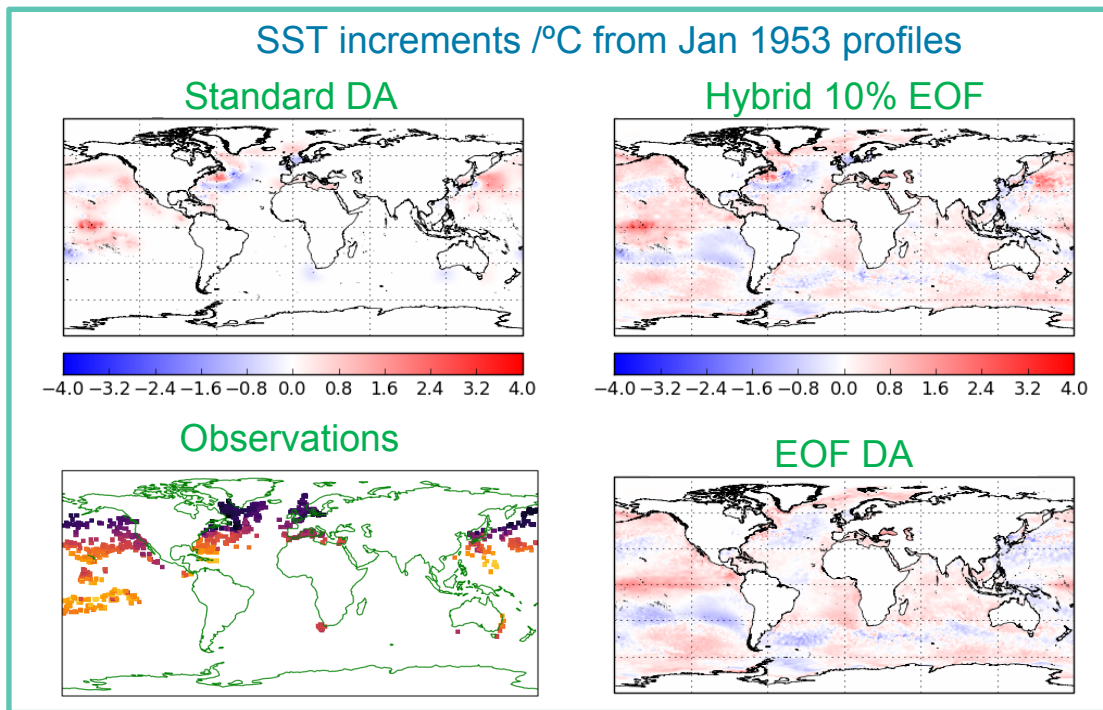 SST increments /ºC from Jan 1953 profiles
Standard DA
Hybrid 10% EOF
−4.0 −3.2 −2.4 −1.6 −0.8 0.0 0.8 1.6 2.4 3.2 4.0
−4.0 −3.2 −2.4 −1.6 −0.8 0.0 0.8 1.6 2.4 3.2 4.0
Observations
EOF DA